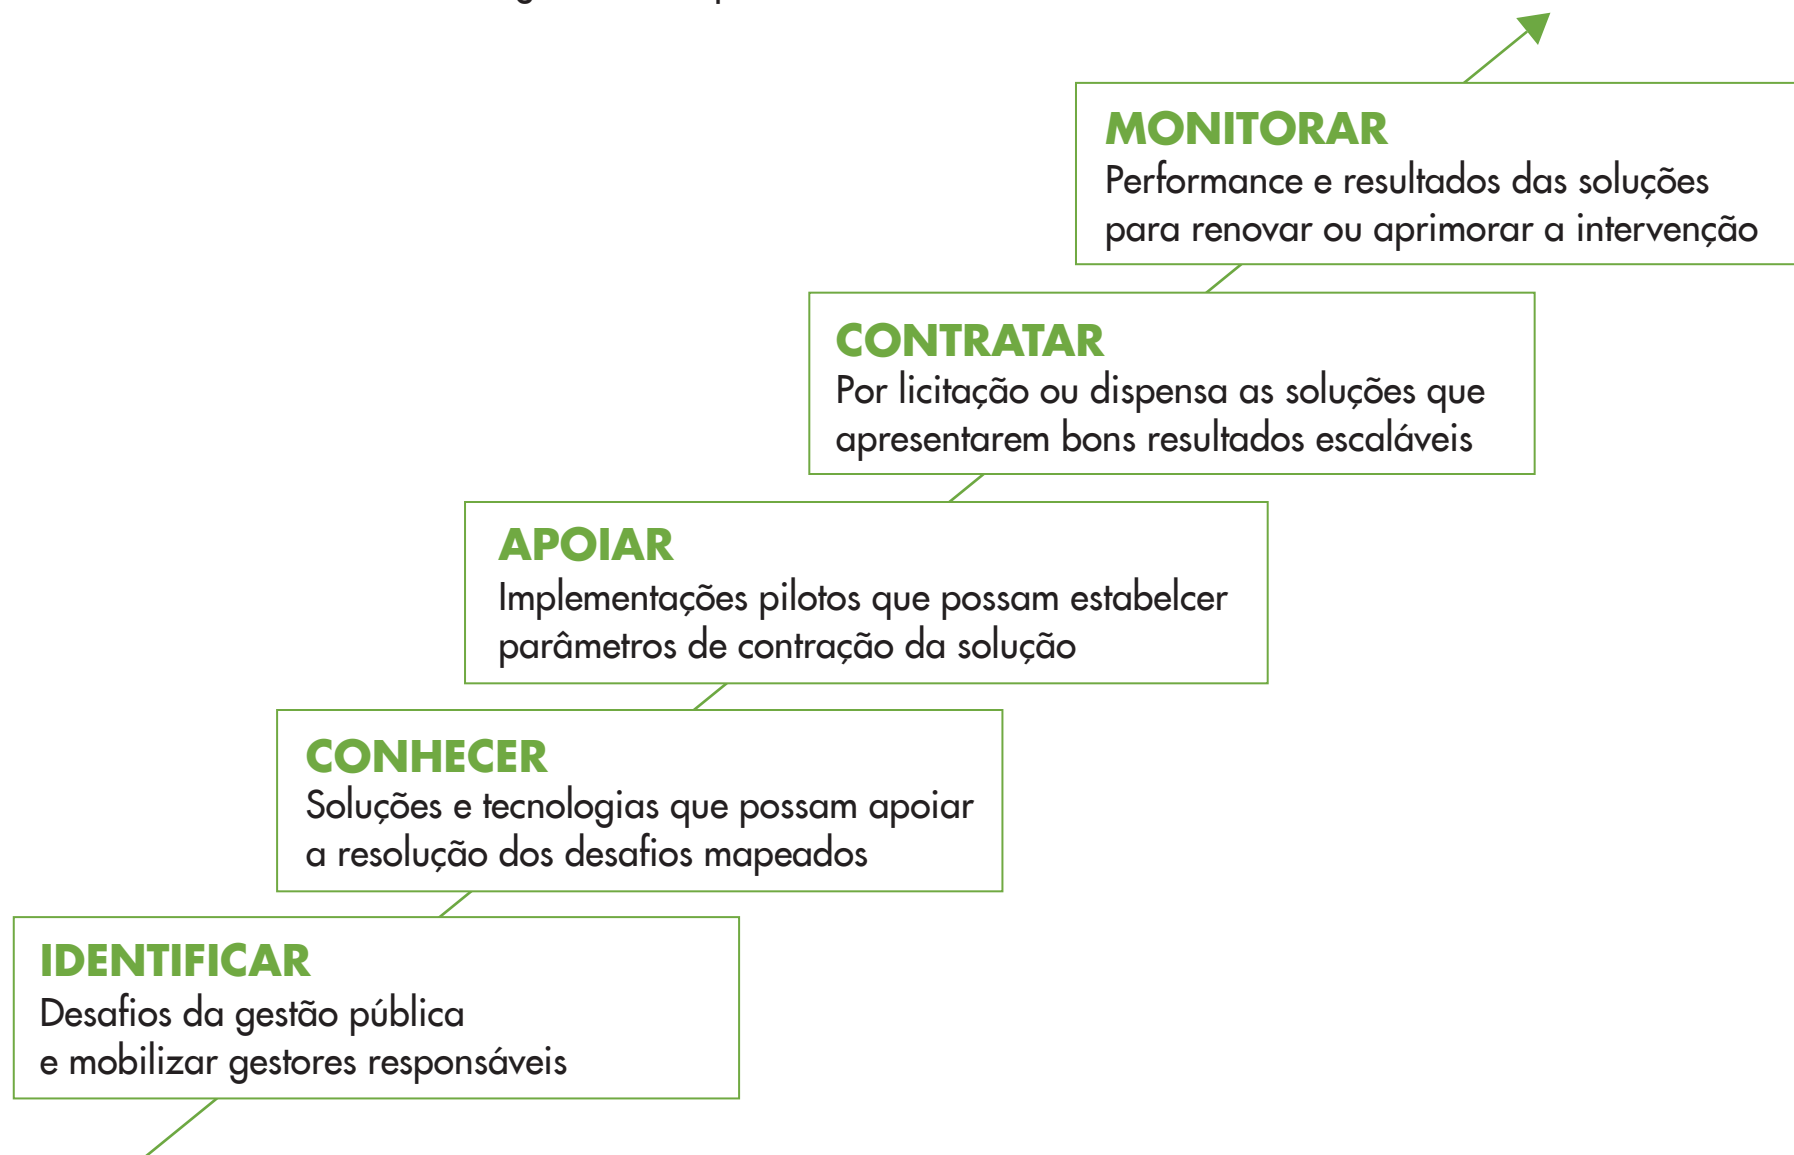 MONITORAR
Performance e resultados das soluções
para renovar ou aprimorar a intervenção
CONTRATAR
Por licitação ou dispensa as soluções que
apresentarem bons resultados escaláveis
APOIAR
Implementações pilotos que possam estabelcer
parâmetros de contração da solução
CONHECER
Soluções e tecnologias que possam apoiar
a resolução dos desafios mapeados
IDENTIFICAR
Desafios da gestão pública
e mobilizar gestores responsáveis